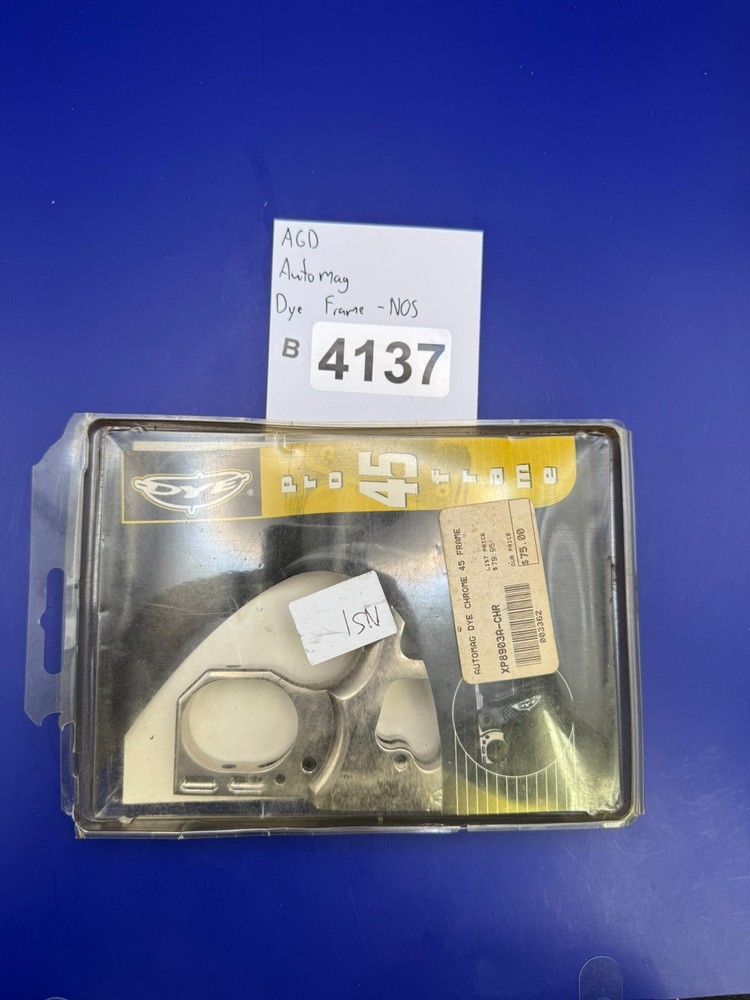 AGD
Automag
Dye Frame - NOS
B 4137
DYE ®
Pro 45 frame
AUTOMAG DYE CHROME 45 FRAME
LIST PRICE
$79.95
OUR PRICE
$75.00
XP8903A-CHR
003362
ISN
DYE